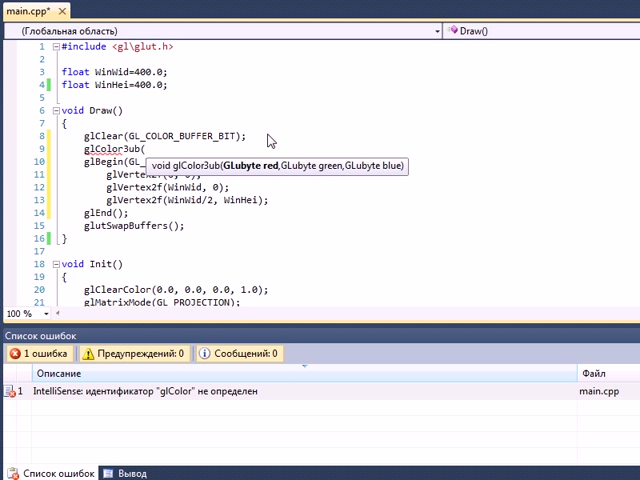 main.cpp*
(Глобальная область)
Draw()
1 #include <gl\glut.h>
2
3 float WinWid=400.0;
4 float WinHei=400.0;
5
6 void Draw()
7 {
8 glClear(GL_COLOR_BUFFER_BIT);
9 glColor3ub(
10 glBegin(GL_
void glColor3ub(GLubyte red,GLubyte green,GLubyte blue)
11 glVertex2f(0, 0);
12 glVertex2f(WinWid, 0);
13 glVertex2f(WinWid/2, WinHei);
14 glEnd();
15 glutSwapBuffers();
16 }
17
18 void Init()
19 {
20 glClearColor(0.0, 0.0, 0.0, 1.0);
21 glMatrixMode(GL_PROJECTION);
100 %
Список ошибок
1 ошибка
Предупреждений: 0
Сообщений: 0
Описание
Файл
1 IntelliSense: идентификатор "glColor" не определен
main.cpp
Список ошибок
Вывод